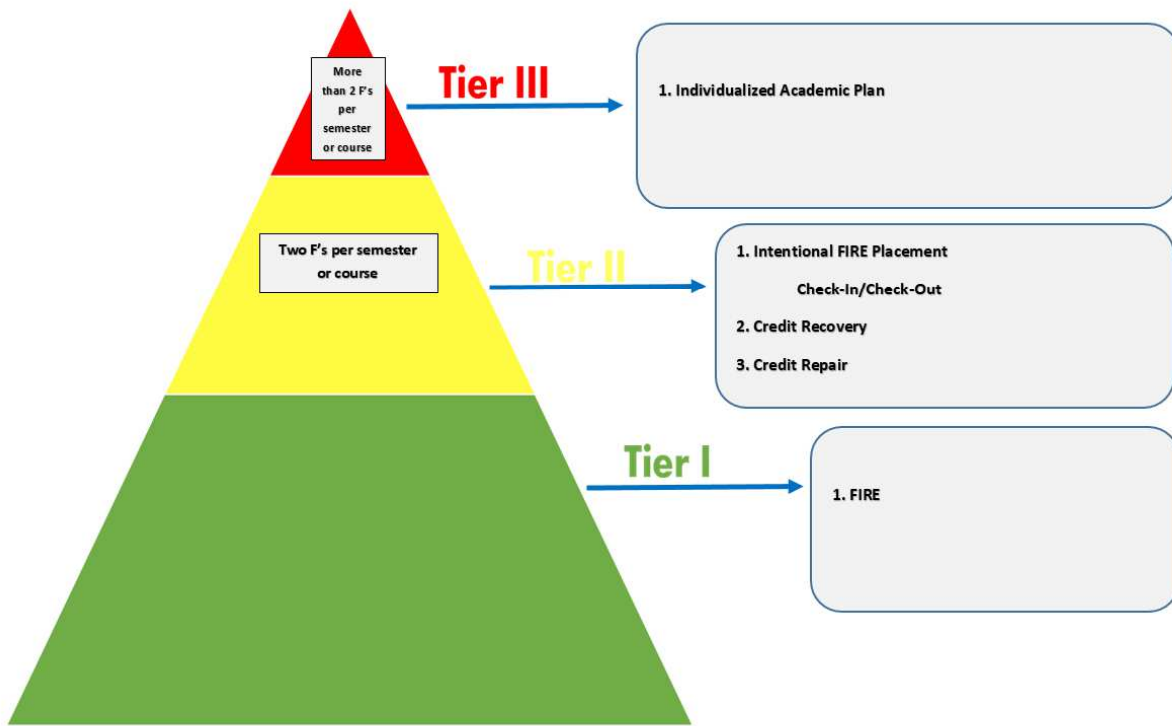 More
than 2 F's
per
semester
or course
Tier III
1. Individualized Academic Plan
Two F's per semester
or course
Tier II
1. Intentional FIRE Placement
Check-In/Check-Out
2. Credit Recovery
3. Credit Repair
Tier I
1. FIRE